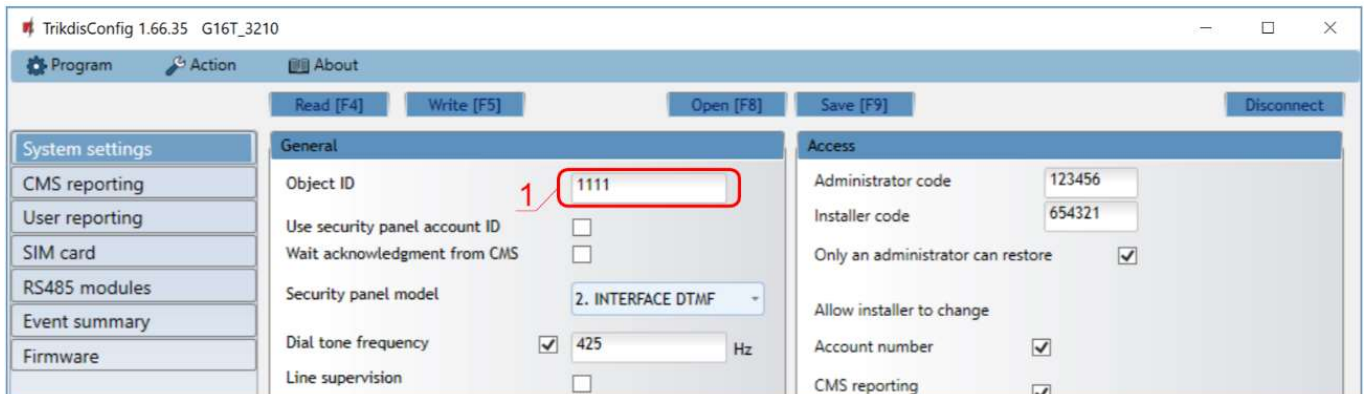 TrikdisConfig 1.66.35 G16T_3210
Program Action About
Read [F4] Write [F5] Open [F8] Save [F9] Disconnect
System settings
CMS reporting
User reporting
SIM card
RS485 modules
Event summary
Firmware
General
Object ID 1 1111
Use security panel account ID
Wait acknowledgment from CMS
Security panel model 2. INTERFACE DTMF
Dial tone frequency 425 Hz
Line supervision
Access
Administrator code 123456
Installer code 654321
Only an administrator can restore
Allow installer to change
Account number
CMS reporting